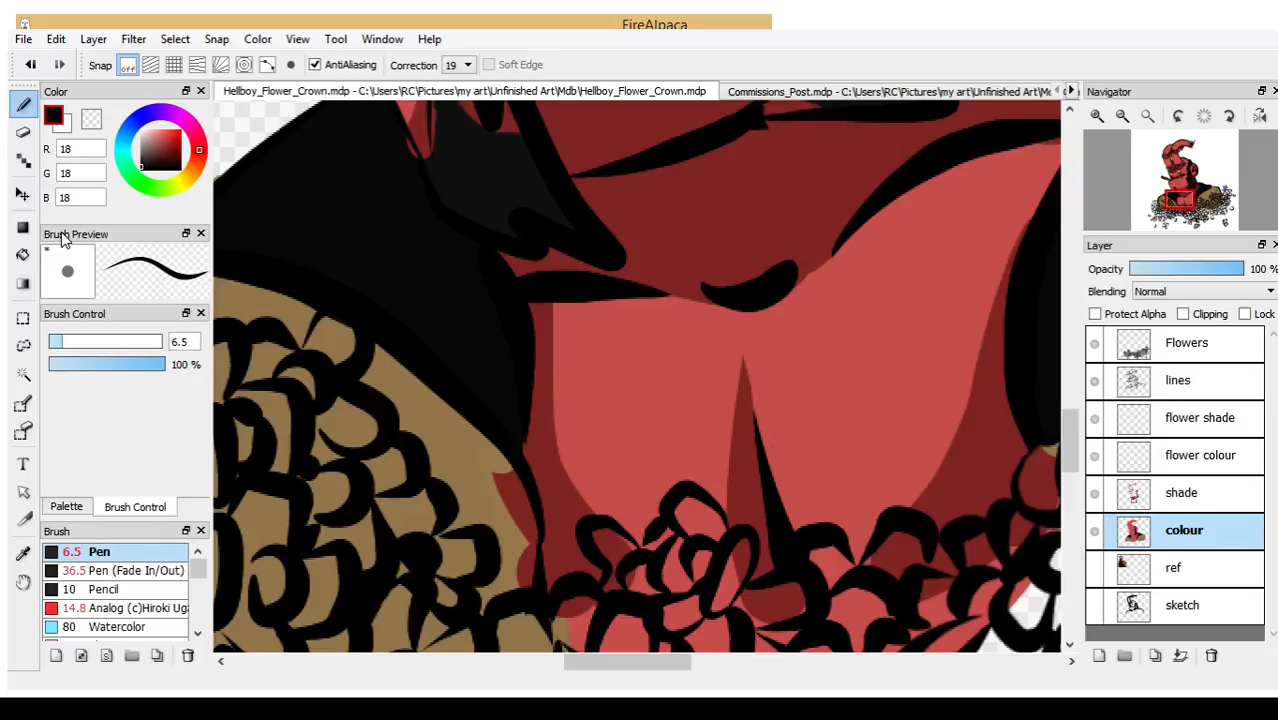 FireAlpaca
File Edit Layer Filter Select Snap Color View Tool Window Help
Snap off AntiAliasing Correction 19 Soft Edge
Color
Hellboy_Flower_Crown.mdp - C:\Users\RC\Pictures\my art\Unfinished Art\Mdb\Hellboy_Flower_Crown.mdp
Commissions_Post.mdp - C:\Users\RC\Pictures\my art\Unfinished Art\Mc
Navigator
R 18
G 18
B 18
Brush Preview
*
Brush Control
6.5
100 %
Layer
Opacity 100 %
Blending Normal
Protect Alpha Clipping Lock
Flowers
lines
flower shade
flower colour
shade
colour
ref
sketch
T
Palette Brush Control
Brush
6.5 Pen
36.5 Pen (Fade In/Out)
10 Pencil
14.8 Analog (c)Hiroki Ug
80 Watercolor